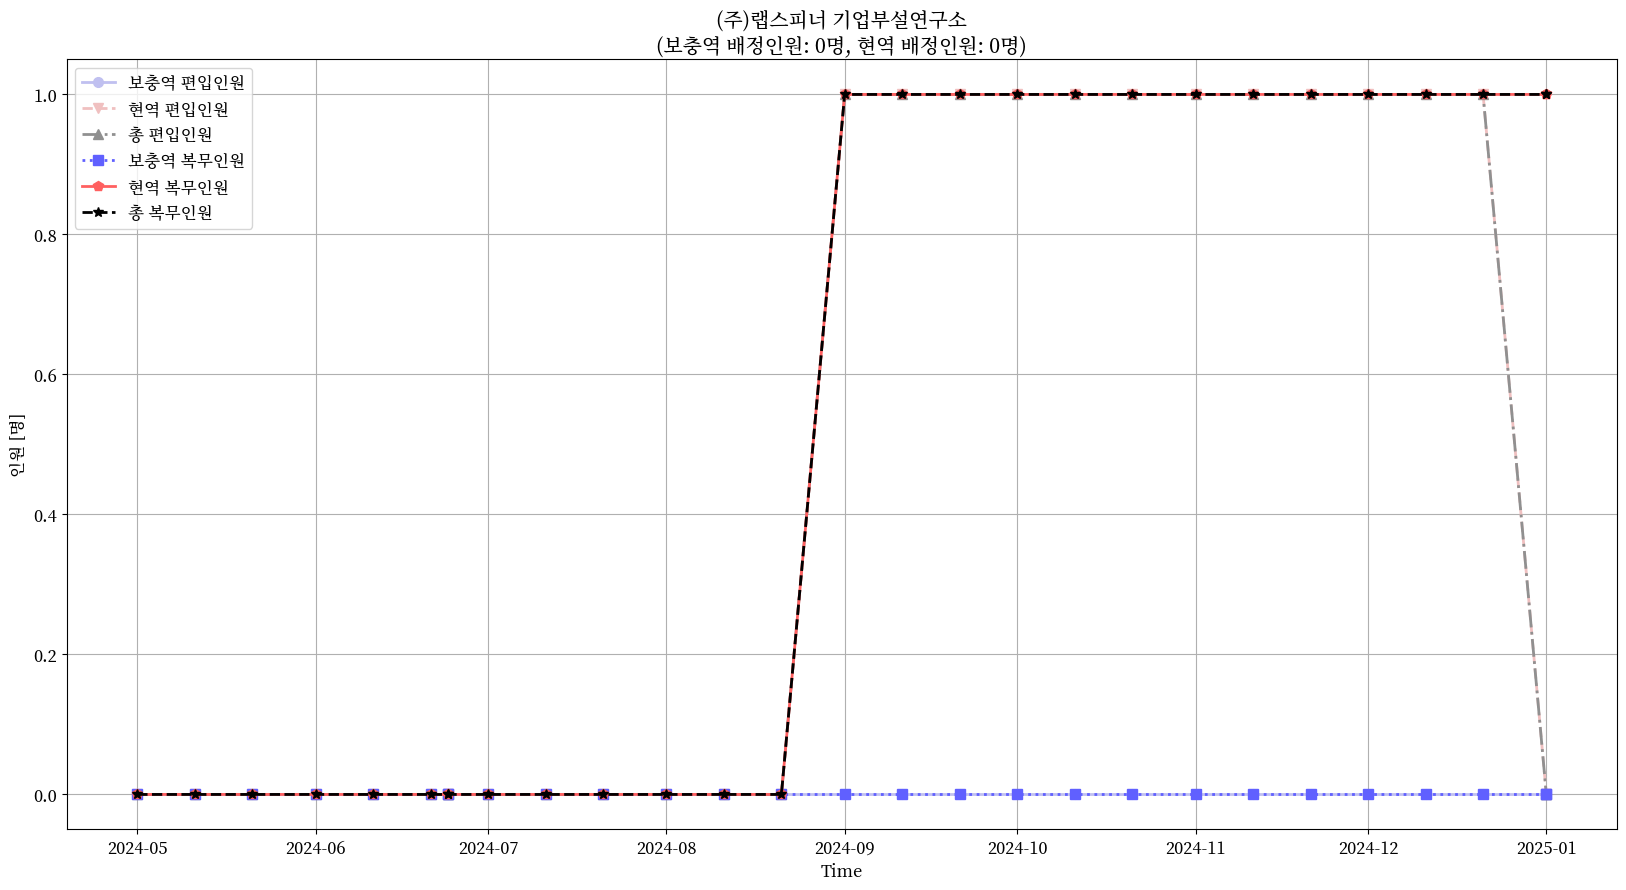 (주)랩스피너 기업부설연구소
(보충역 배정인원: 0명, 현역 배정인원: 0명)
보충역 편입인원
현역 편입인원
총 편입인원
보충역 복무인원
현역 복무인원
총 복무인원
1.0
0.8
0.6
0.4
0.2
0.0
인원 [명]
2024-05 2024-06 2024-07 2024-08 2024-09 2024-10 2024-11 2024-12 2025-01
Time